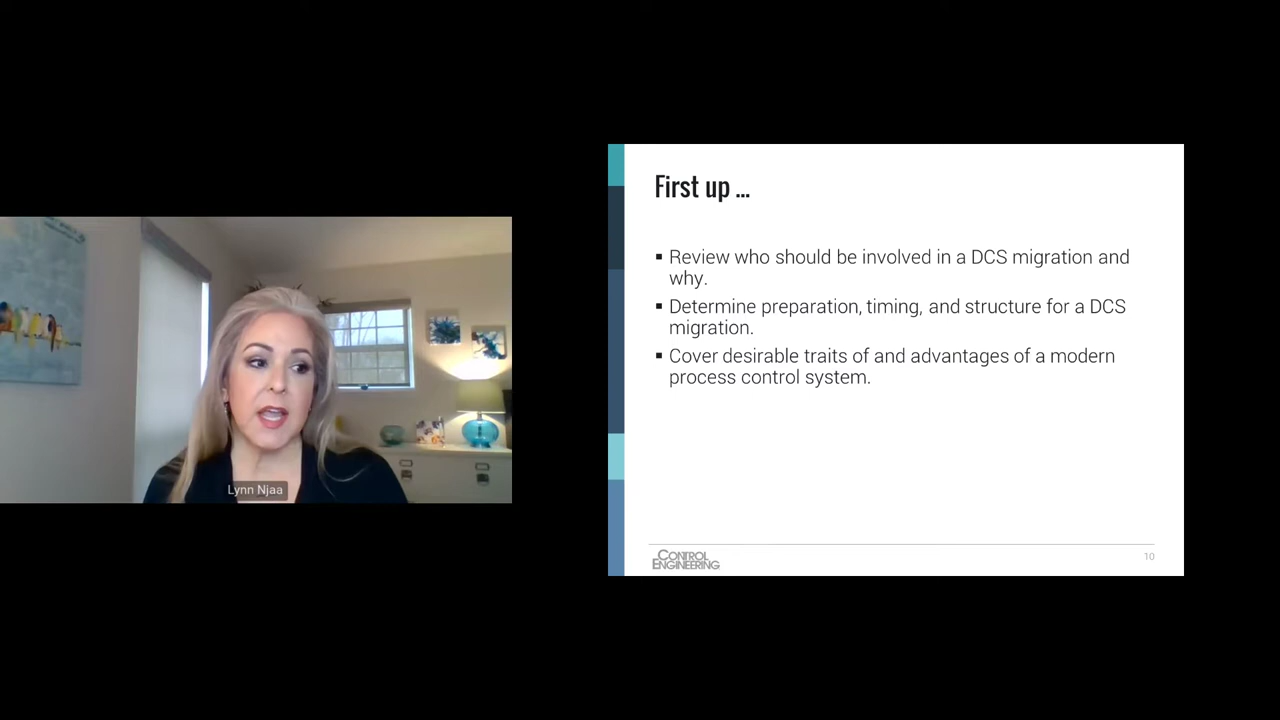 Lynn Njaa
First up ...
▪ Review who should be involved in a DCS migration and
why.
▪ Determine preparation, timing, and structure for a DCS
migration.
▪ Cover desirable traits of and advantages of a modern
process control system.
CONTROL
ENGINEERING
10